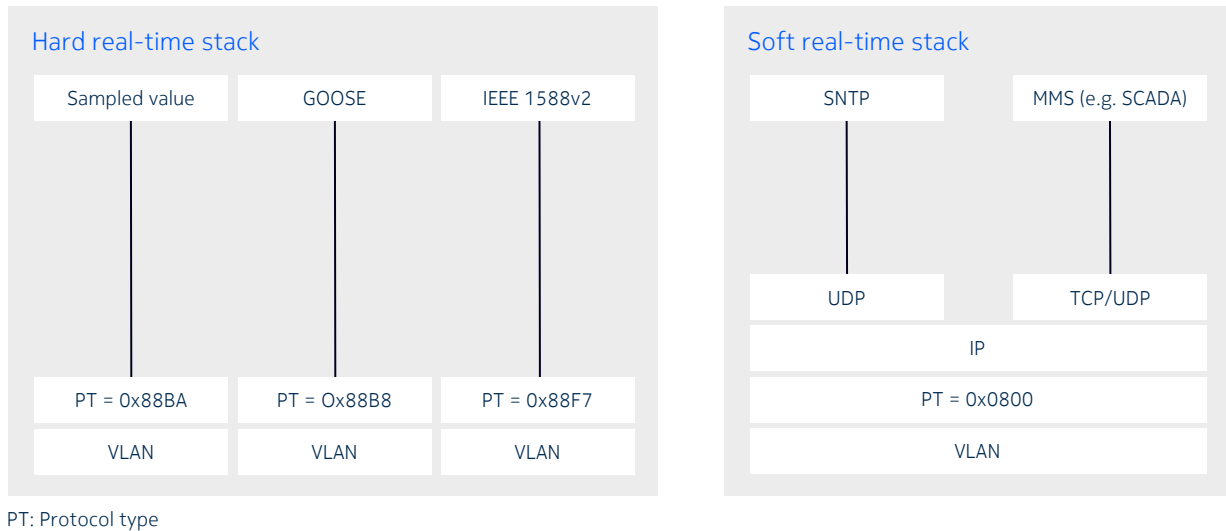 Hard real-time stack
Sampled value
GOOSE
IEEE 1588v2
PT = 0x88BA
PT = Ox88B8
PT = 0x88F7
VLAN
VLAN
VLAN
Soft real-time stack
SNTP
MMS (e.g. SCADA)
UDP
TCP/UDP
IP
PT = 0x0800
VLAN
PT: Protocol type